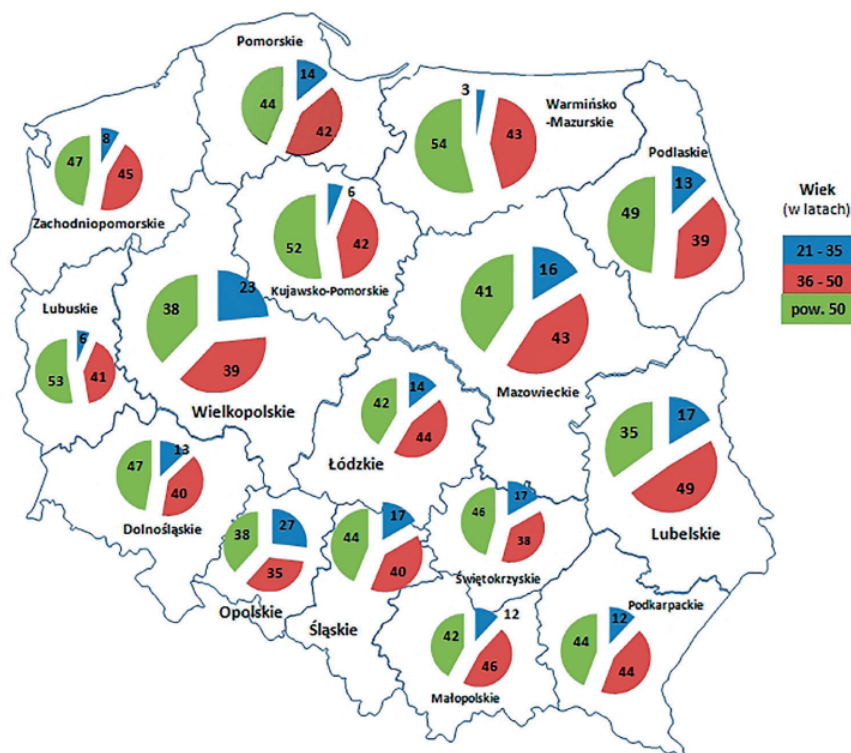 Pomorskie
14
44
42
3
Warmińsko
-Mazurskie
43
54
Podlaskie
13
49
39
Wiek
(w latach)
21 - 35
36 - 50
pow. 50
8
47
45
Zachodniopomorskie
6
52
42
Kujawsko-Pomorskie
16
41
43
Mazowieckie
Lubuskie
6
53
41
23
38
39
Wielkopolskie
14
42
44
Łódzkie
17
35
49
Lubelskie
13
47
40
Dolnośląskie
27
38
35
Opolskie
17
44
40
Śląskie
17
46
38
Świętokrzyskie
12
42
46
Małopolskie
Podkarpackie
12
44
44